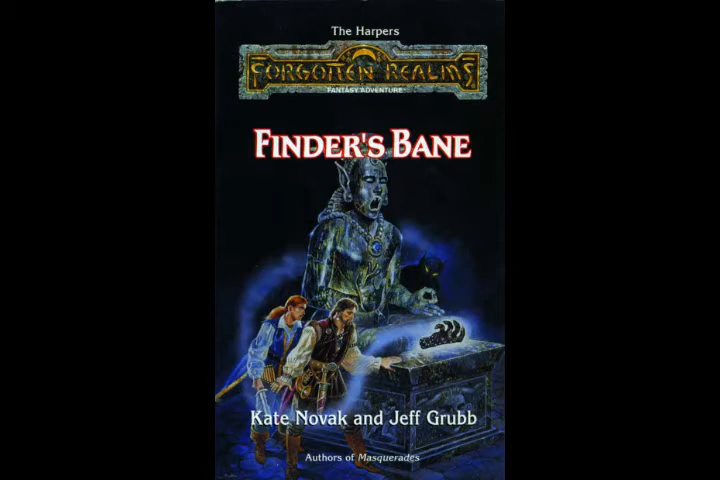 The Harpers
FORGOTTEN REALMS
FANTASY ADVENTURE
FINDER'S BANE
Kate Novak and Jeff Grubb
Authors of Masquerades